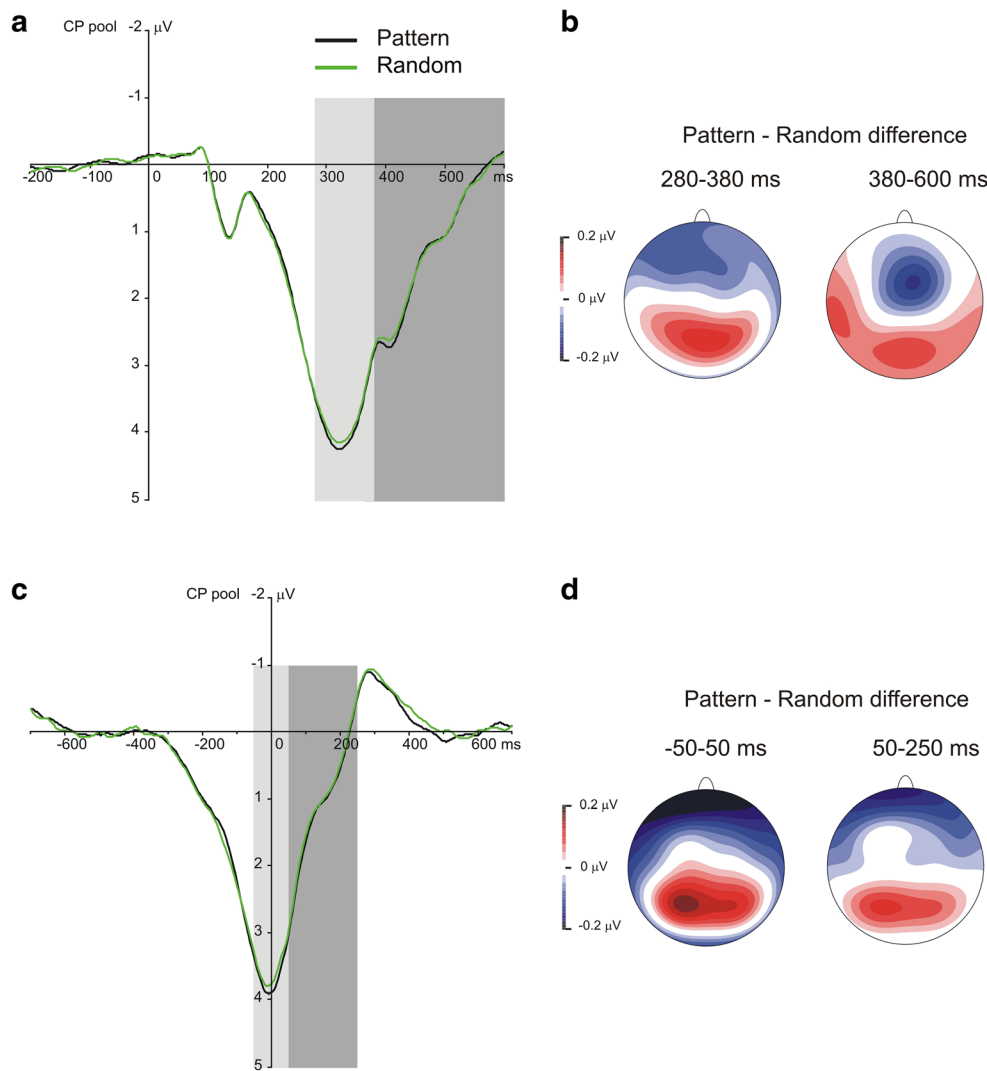 a
CP pool -2 µV
Pattern
Random
-1
-200 -100 0 100 200 300 400 500 ms
1
2
3
4
5
b
Pattern - Random difference
280-380 ms 380-600 ms
0.2 µV
0 µV
-0.2 µV
c
CP pool -2 µV
-1
-600 -400 -200 0 200 400 600 ms
1
2
3
4
5
d
Pattern - Random difference
-50-50 ms 50-250 ms
0.2 µV
0 µV
-0.2 µV